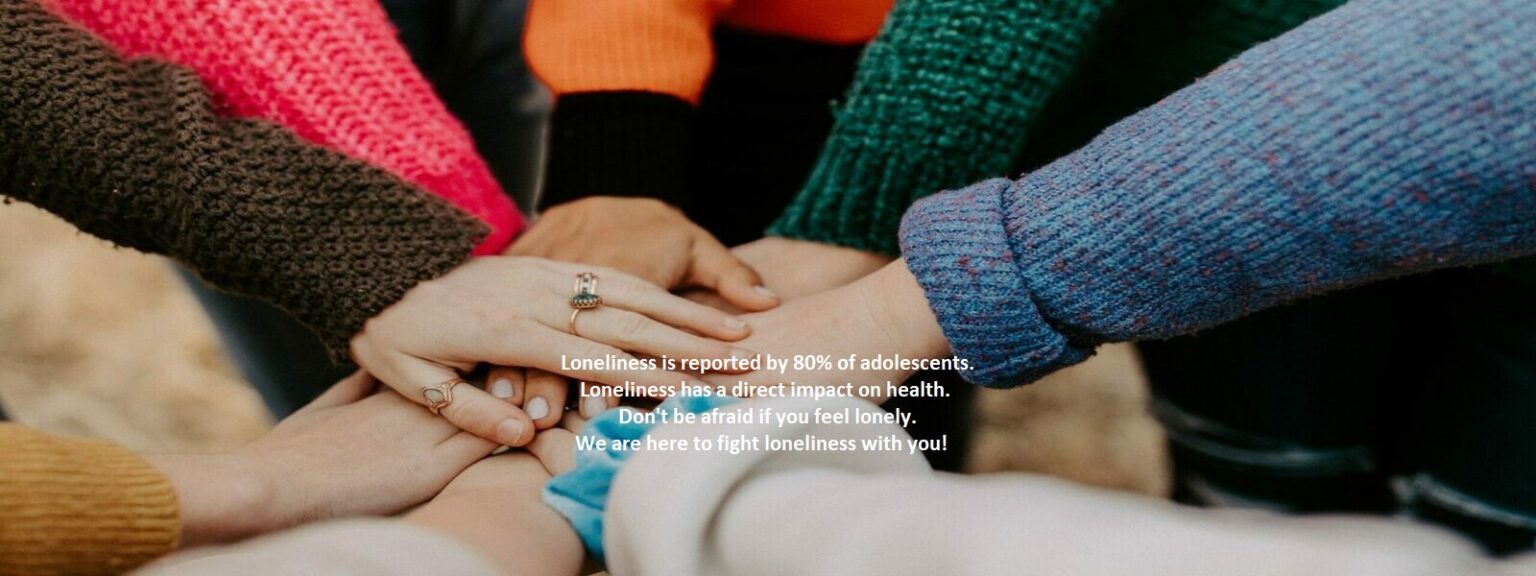 Loneliness is reported by 80% of adolescents.
Loneliness has a direct impact on health.
Don't be afraid if you feel lonely.
We are here to fight loneliness with you!